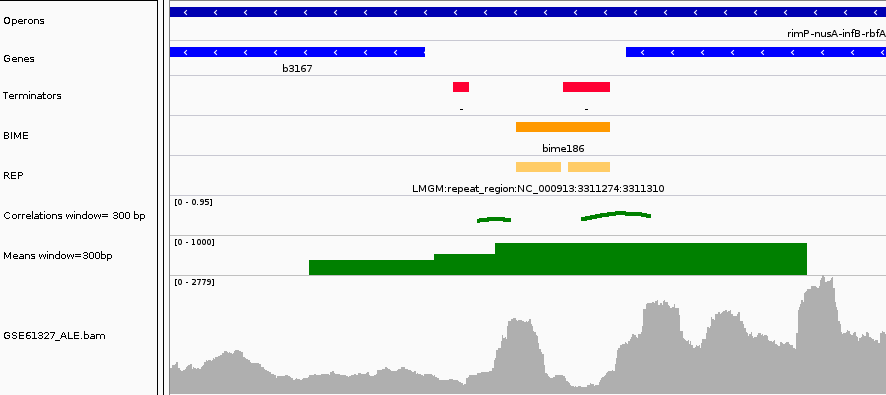 Operons
rimP-nusA-infB-rbfA
Genes
b3167
Terminators
- -
BIME
bime186
REP
LMGM:repeat_region:NC_000913:3311274:3311310
[0 - 0.95]
Correlations window= 300 bp
[0 - 1000]
Means window=300bp
[0 - 2779]
GSE61327_ALE.bam